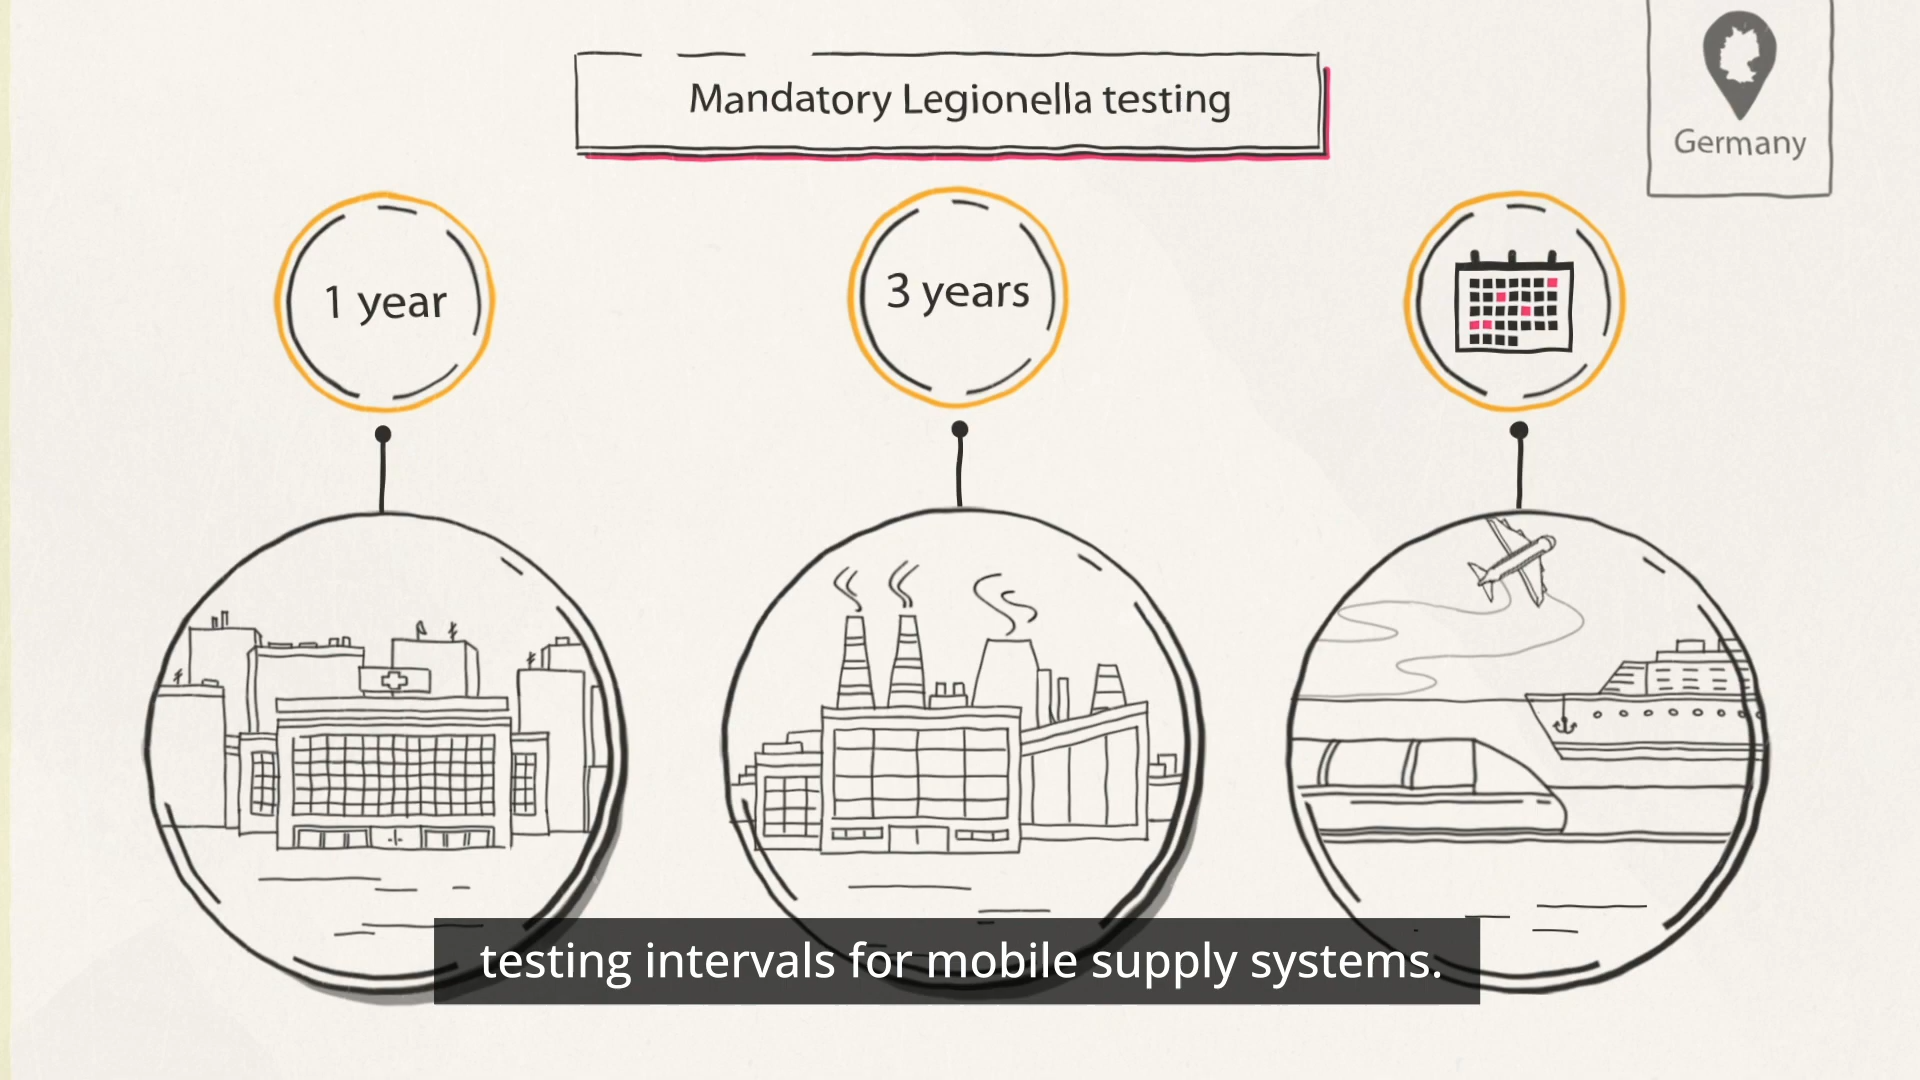 Mandatory Legionella testing
Germany
1 year
3 years
testing intervals for mobile supply systems.